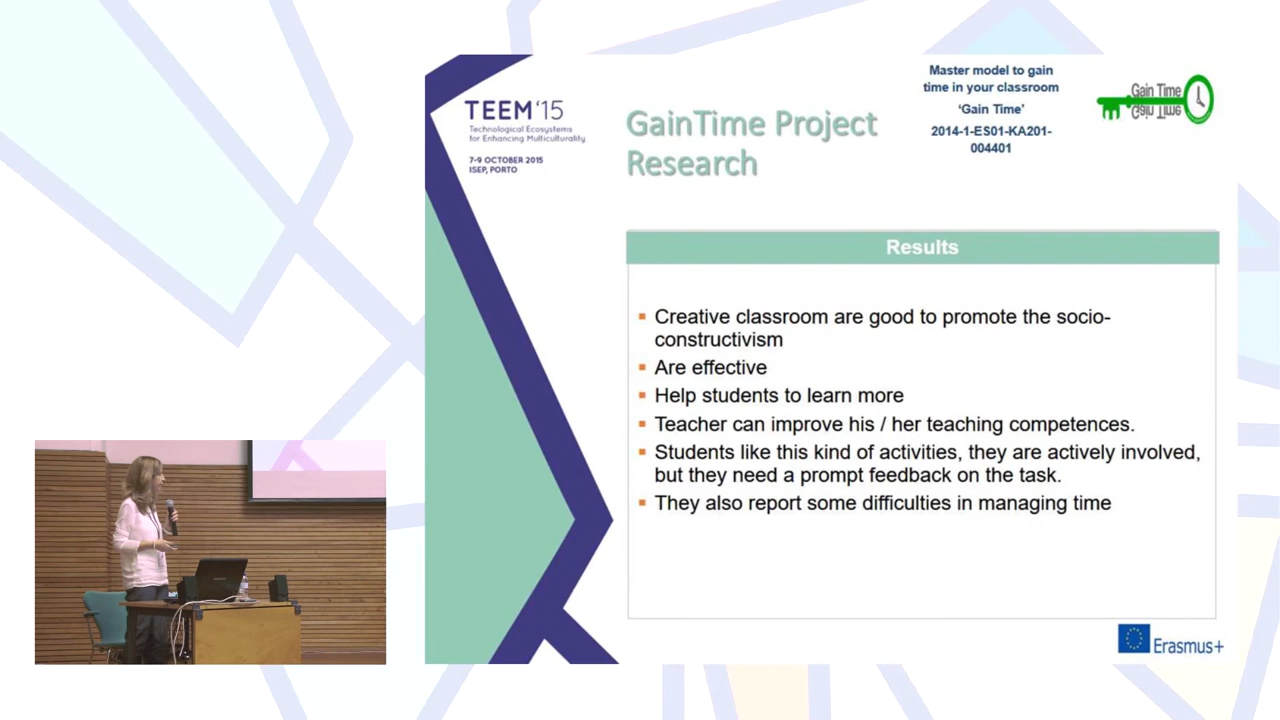 TEEM'15
Technological Ecosystems
for Enhancing Multiculturality
7-9 OCTOBER 2015
ISEP, PORTO
GainTime Project
Research
Master model to gain
time in your classroom
'Gain Time'
2014-1-ES01-KA201-
004401
Gain Time
Gain Time
Results
Creative classroom are good to promote the socio-
constructivism
Are effective
Help students to learn more
Teacher can improve his / her teaching competences.
Students like this kind of activities, they are actively involved,
but they need a prompt feedback on the task.
They also report some difficulties in managing time
Erasmus+